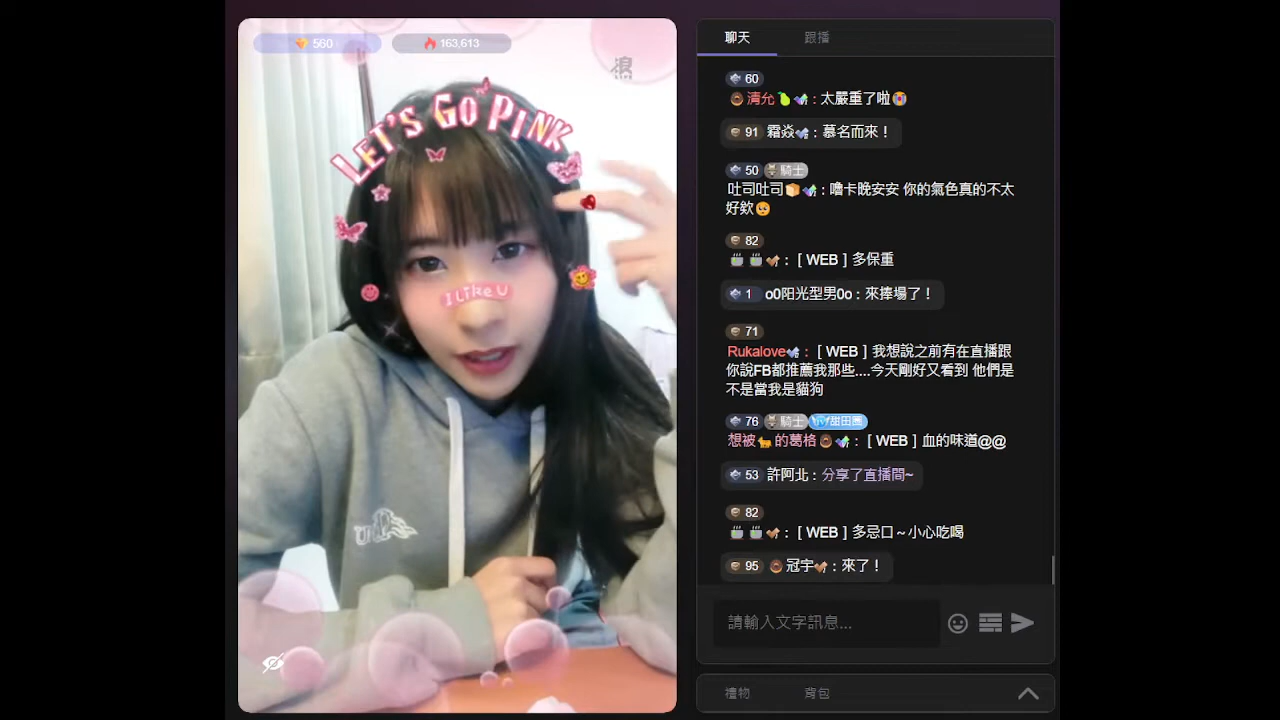 560
163,613
浪
LET'S GO PINK
I Like U
聊天
跟播
60
清允：太嚴重了啦
91 霜焱：慕名而來！
50 騎士
吐司吐司：嚕卡晚安安 你的氣色真的不太
好欸
82
：[ WEB ] 多保重
1 o0阳光型男0o：來捧場了！
71
Rukalove：[ WEB ] 我想說之前有在直播跟
你說FB都推薦我那些....今天剛好又看到 他們是
不是當我是貓狗
76 騎士 甜田圈
想被的葛格：[ WEB ] 血的味道@@
53 許阿北：分享了直播間~
82
：[ WEB ] 多忌口～小心吃喝
95 冠宇：來了！
請輸入文字訊息...
禮物
背包